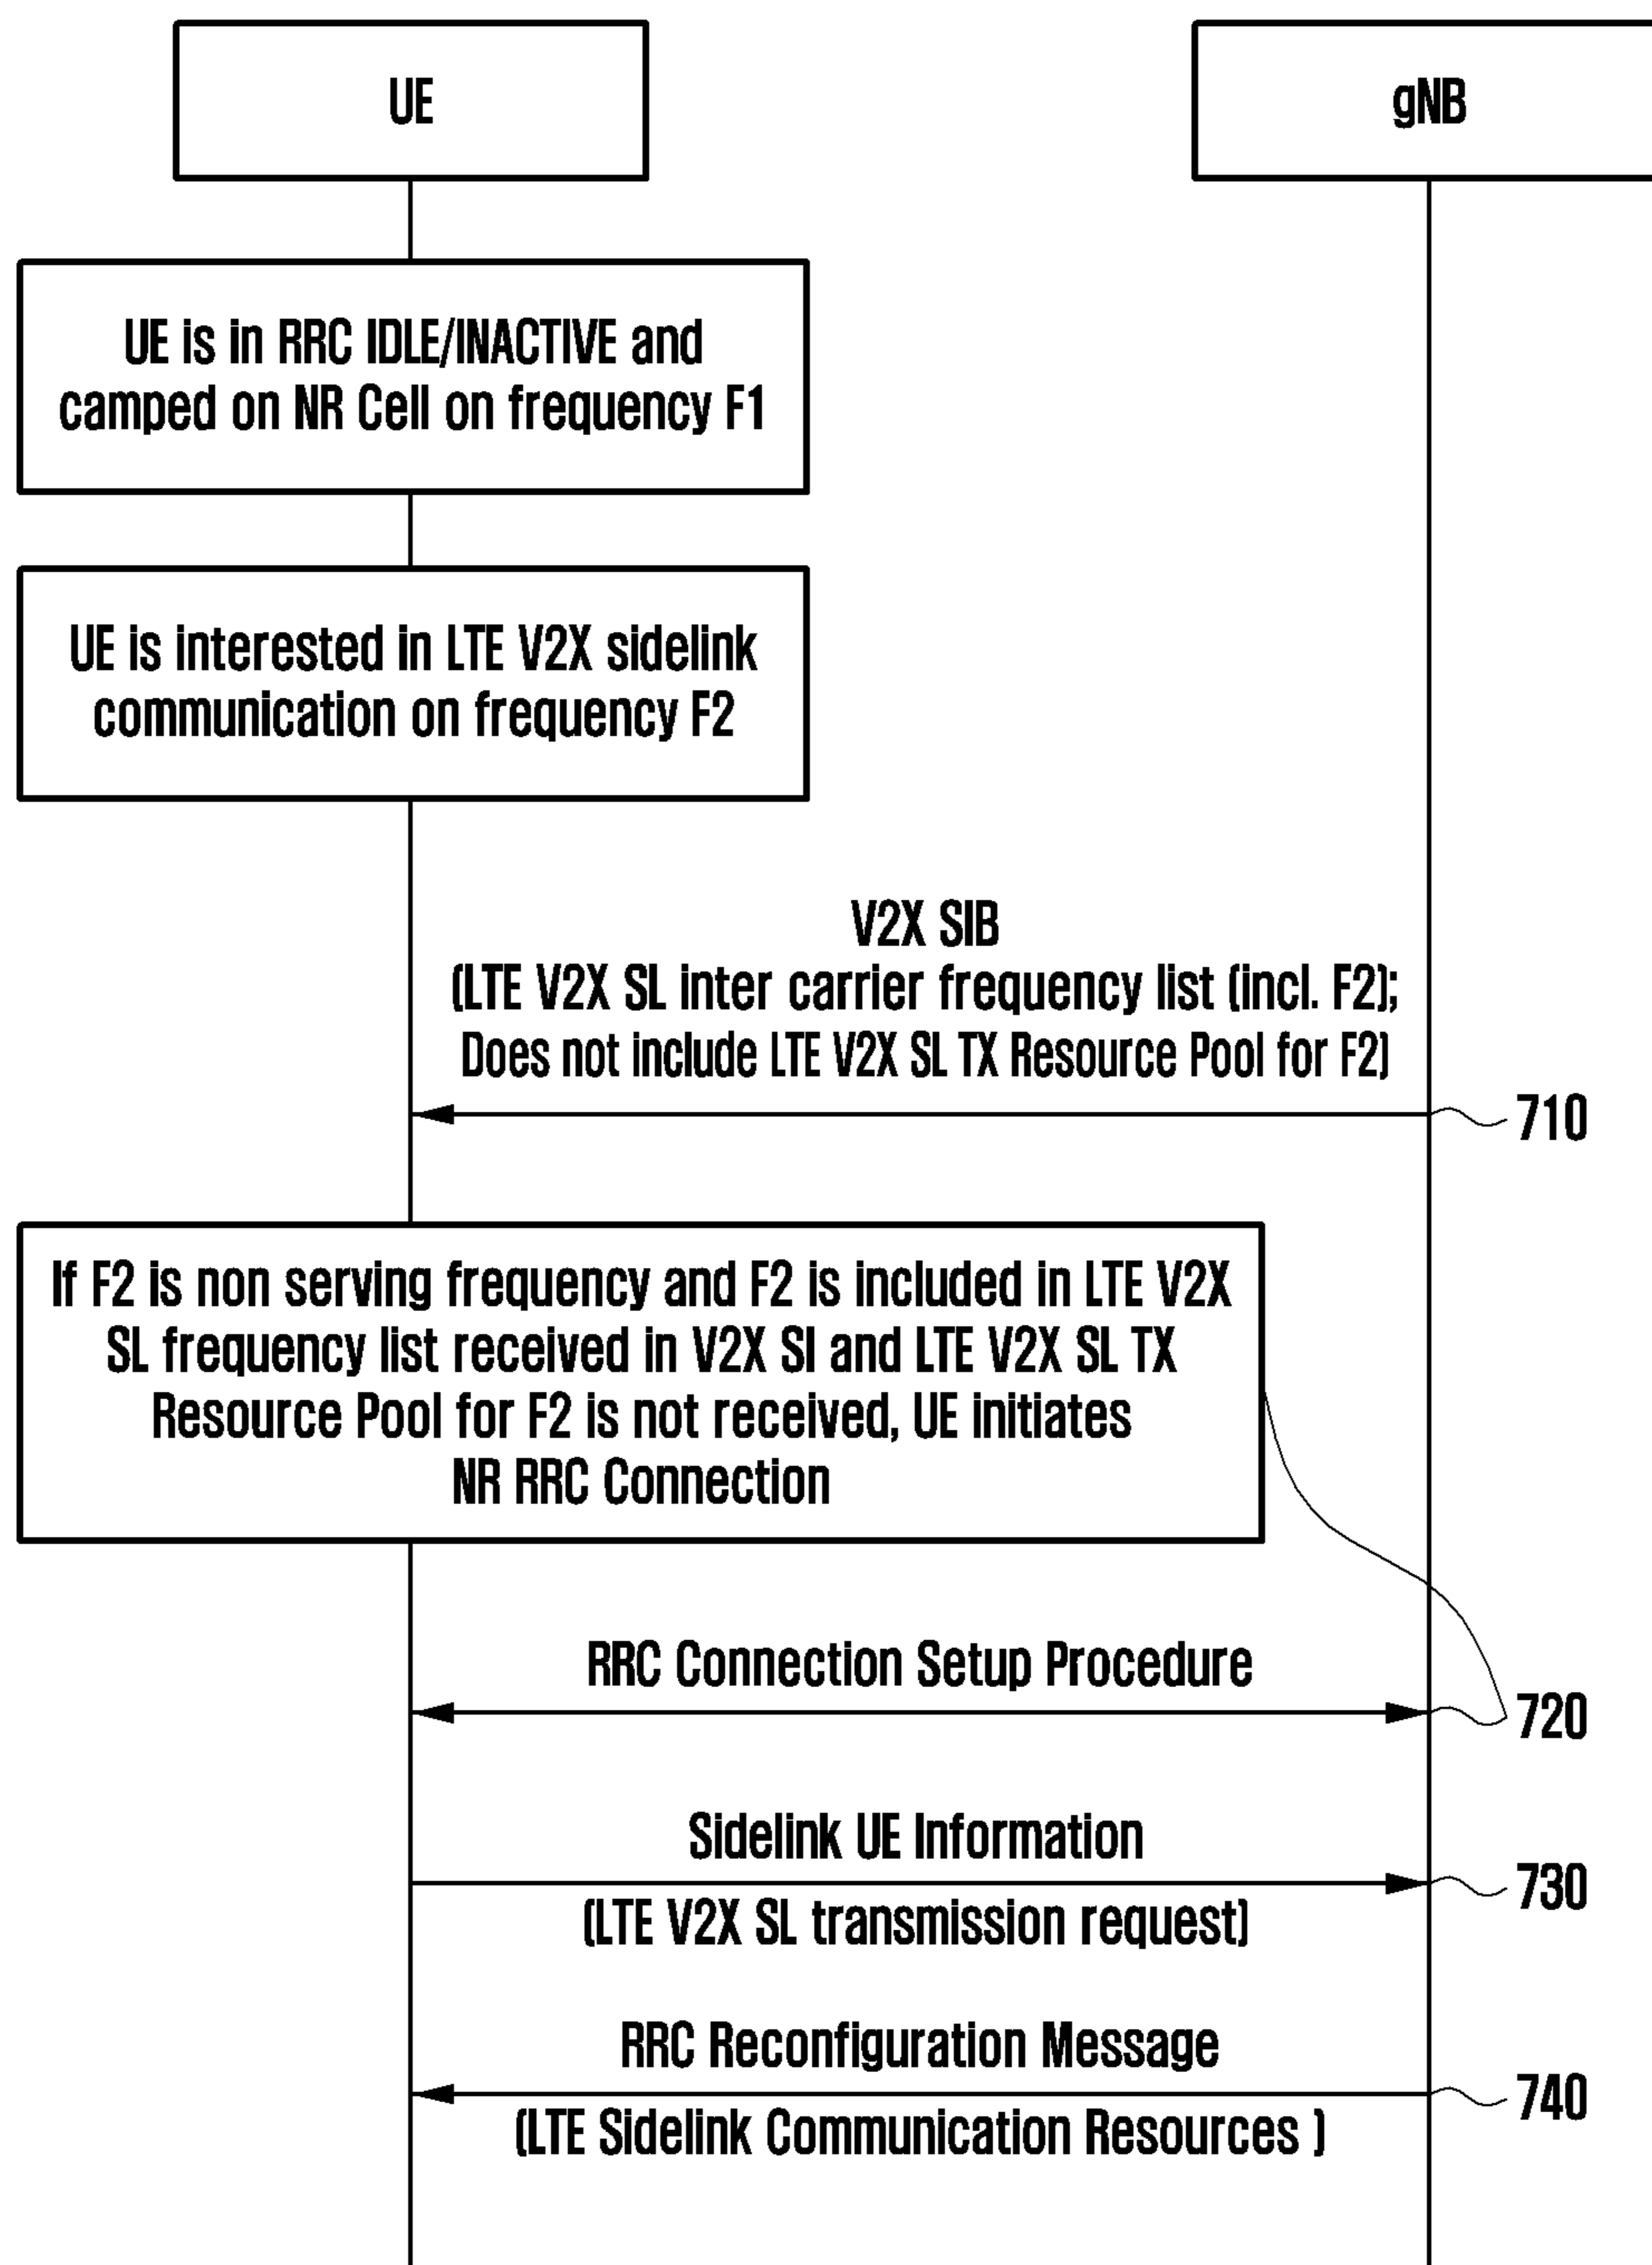 UE
gNB
UE is in RRC IDLE/INACTIVE and
camped on NR Cell on frequency F1
UE is interested in LTE V2X sidelink
communication on frequency F2
V2X SIB
(LTE V2X SL inter carrier frequency list (incl. F2);
Does not include LTE V2X SL TX Resource Pool for F2)
710
If F2 is non serving frequency and F2 is included in LTE V2X
SL frequency list received in V2X SI and LTE V2X SL TX
Resource Pool for F2 is not received, UE initiates
NR RRC Connection
RRC Connection Setup Procedure
720
Sidelink UE Information
730
(LTE V2X SL transmission request)
RRC Reconfiguration Message
740
(LTE Sidelink Communication Resources )